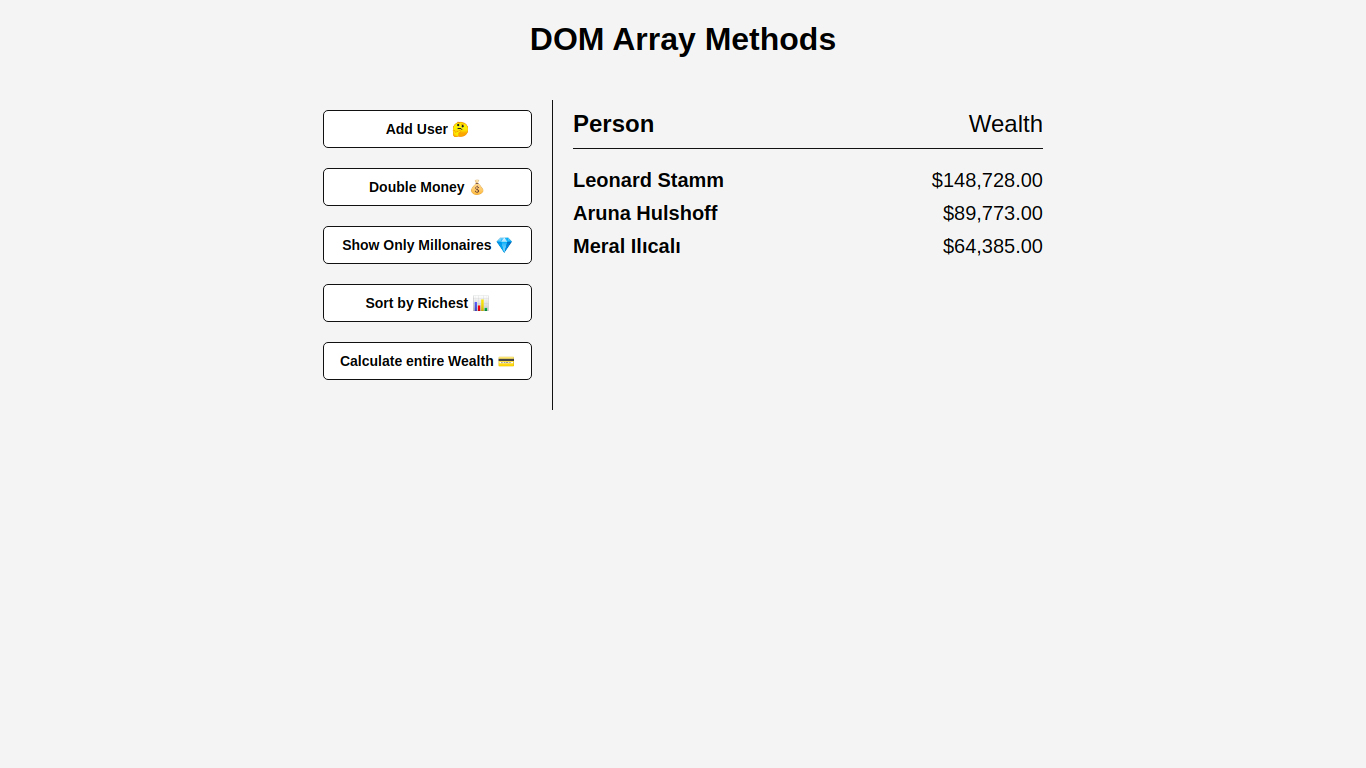 DOM Array Methods
Add User 🤔
Double Money 💰
Show Only Millonaires 💎
Sort by Richest 📊
Calculate entire Wealth 💳
Person Wealth
Leonard Stamm $148,728.00
Aruna Hulshoff $89,773.00
Meral Ilıcalı $64,385.00